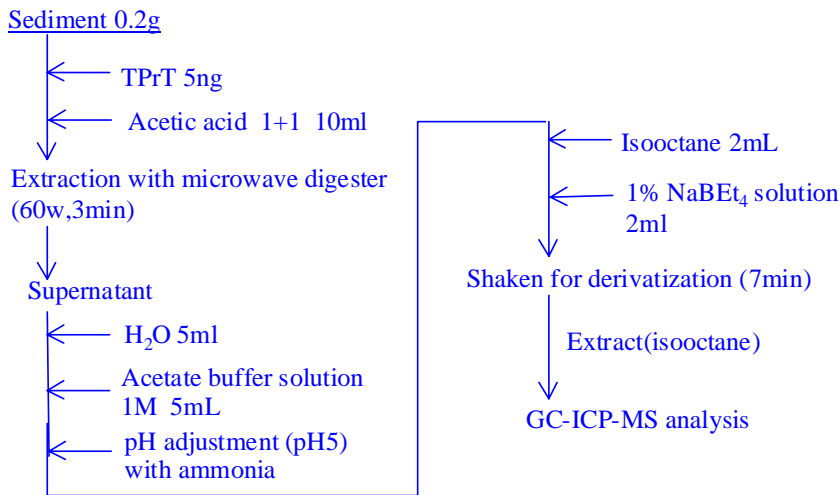 Sediment 0.2g
TPrT 5ng
Acetic acid 1+1 10ml
Extraction with microwave digester
(60w,3min)
Supernatant
H₂O 5ml
Acetate buffer solution
1M 5mL
pH adjustment (pH5)
with ammonia
Isooctane 2mL
1% NaBEt₄ solution
2ml
Shaken for derivatization (7min)
Extract(isooctane)
GC-ICP-MS analysis